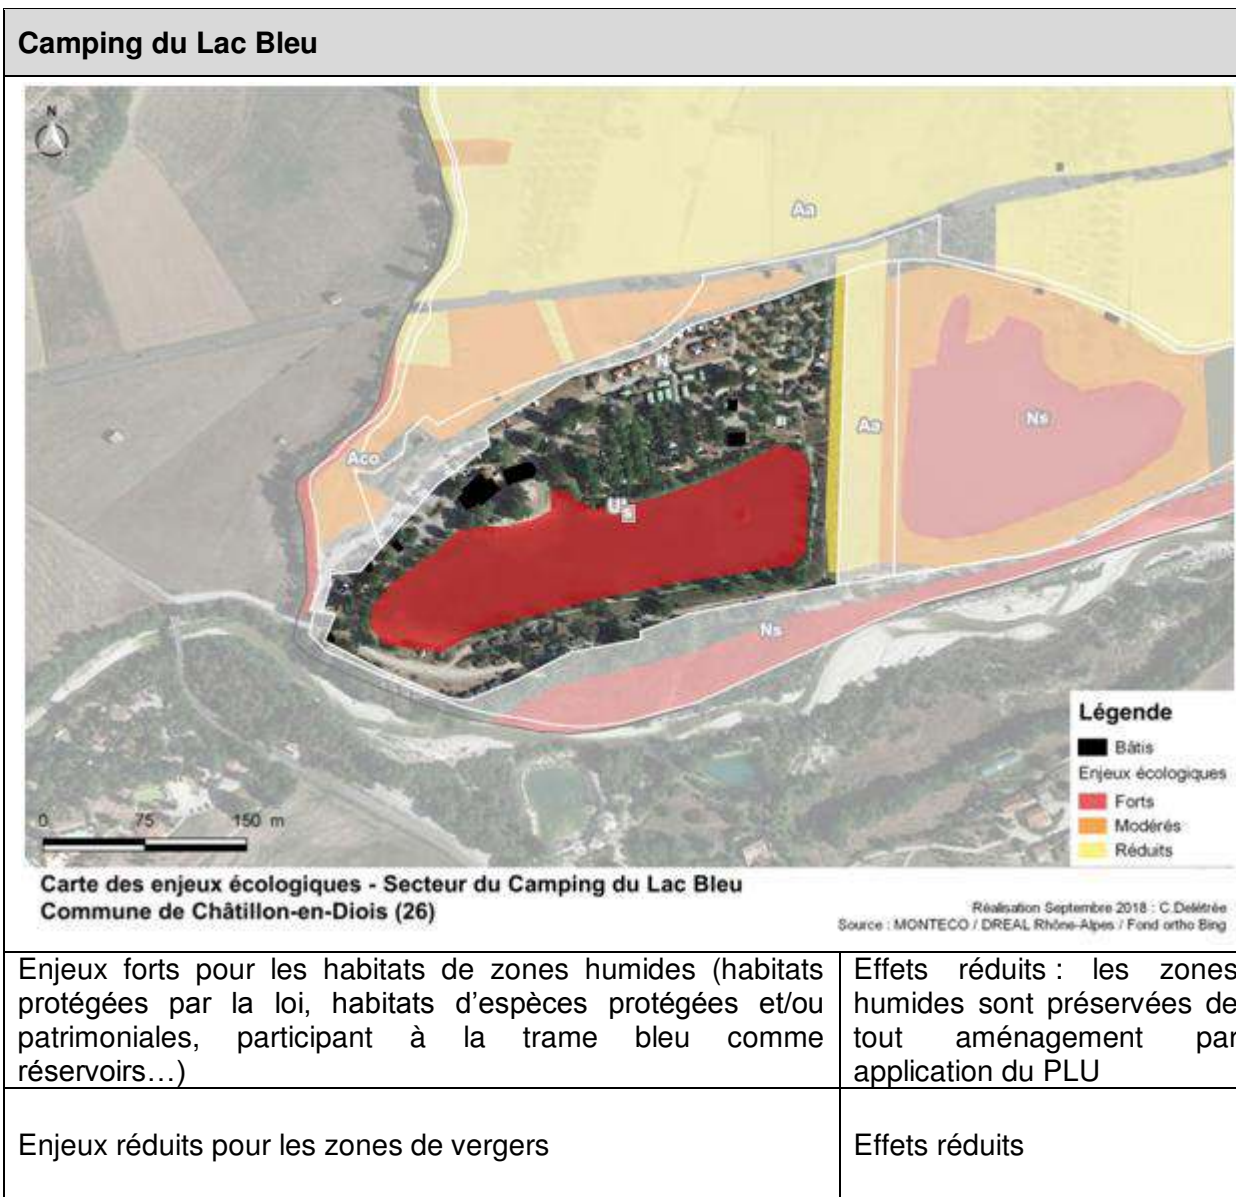 Camping du Lac Bleu
N
Aa
N
Aa
Ns
Aco
Ns
Légende
Bâtis
Enjeux écologiques
Forts
Modérés
Réduits
0 75 150 m
Carte des enjeux écologiques - Secteur du Camping du Lac Bleu
Commune de Châtillon-en-Diois (26)
Réalisation Septembre 2018 : C.Delétrée
Source : MONTECO / DREAL Rhône-Alpes / Fond ortho Bing
Enjeux forts pour les habitats de zones humides (habitats
protégées par la loi, habitats d'espèces protégées et/ou
patrimoniales, participant à la trame bleu comme
réservoirs…)
Effets réduits : les zones
humides sont préservées de
tout aménagement par
application du PLU
Enjeux réduits pour les zones de vergers
Effets réduits